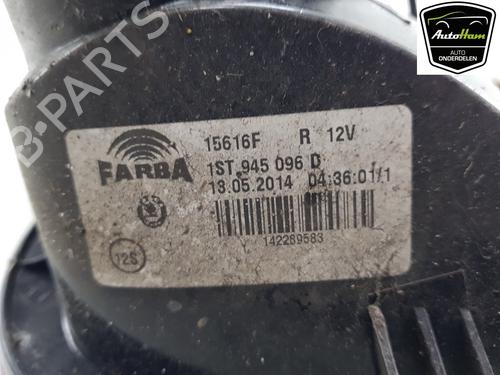 AutoHam
AUTO
ONDERDELEN
B-PARTS
15616F R 12V
FARBA
1ST 945 096 D
13.05.2014 04:36:01/1
142289583
12S